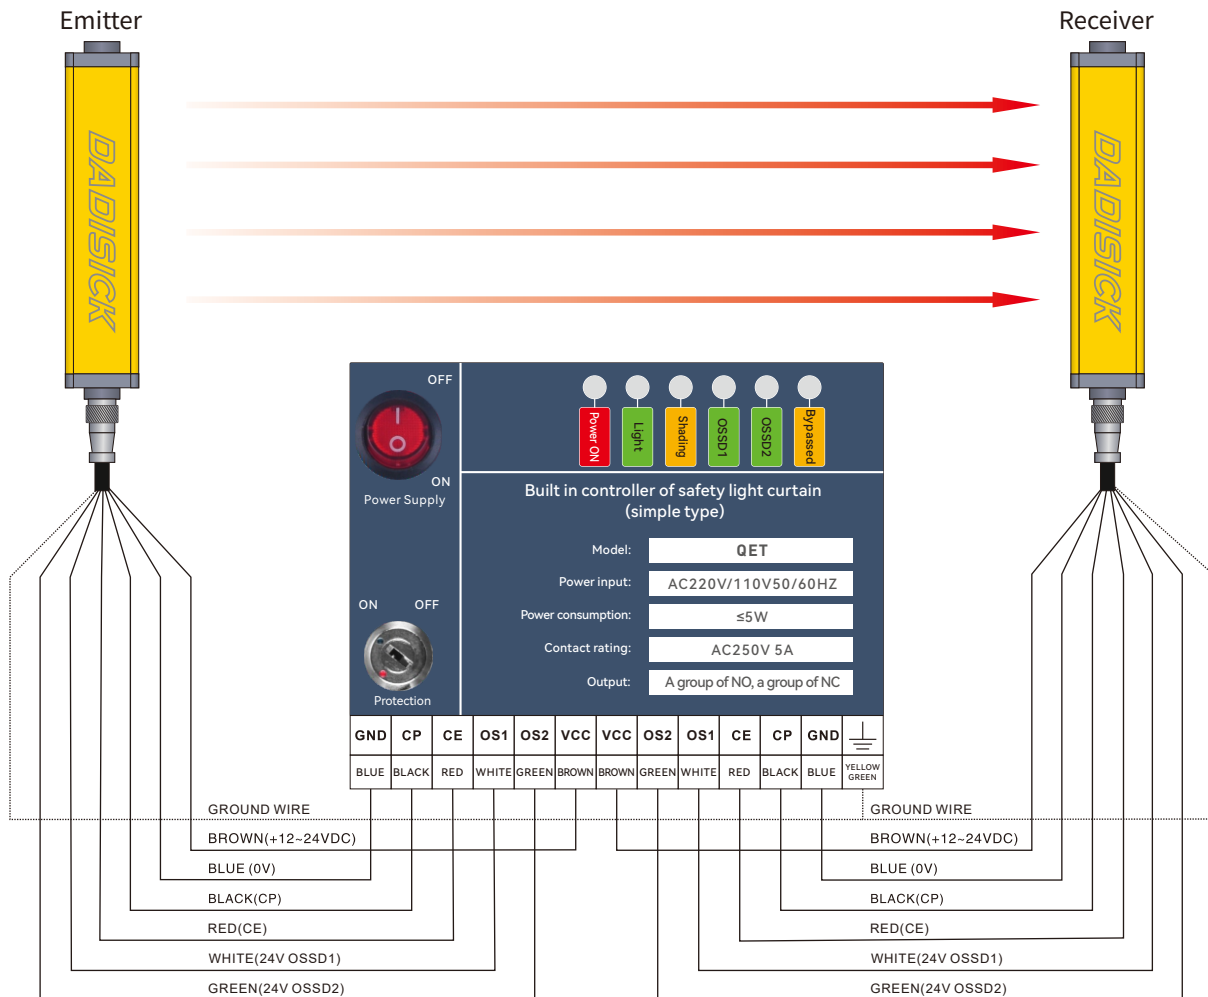 Emitter
Receiver
DADISICK
DADISICK
OFF
ON
Power Supply
ON OFF
Protection
Power ON
Light
Shading
OSSD1
OSSD2
Bypassed
Built in controller of safety light curtain
(simple type)
Model: QET
Power input: AC220V/110V50/60HZ
Power consumption: ≤5W
Contact rating: AC250V 5A
Output: A group of NO, a group of NC
GND CP CE OS1 OS2 VCC VCC OS2 OS1 CE CP GND
BLUE BLACK RED WHITE GREEN BROWN BROWN GREEN WHITE RED BLACK BLUE YELLOW GREEN
GROUND WIRE
BROWN(+12~24VDC)
BLUE (0V)
BLACK(CP)
RED(CE)
WHITE(24V OSSD1)
GREEN(24V OSSD2)
GROUND WIRE
BROWN(+12~24VDC)
BLUE (0V)
BLACK(CP)
RED(CE)
WHITE(24V OSSD1)
GREEN(24V OSSD2)